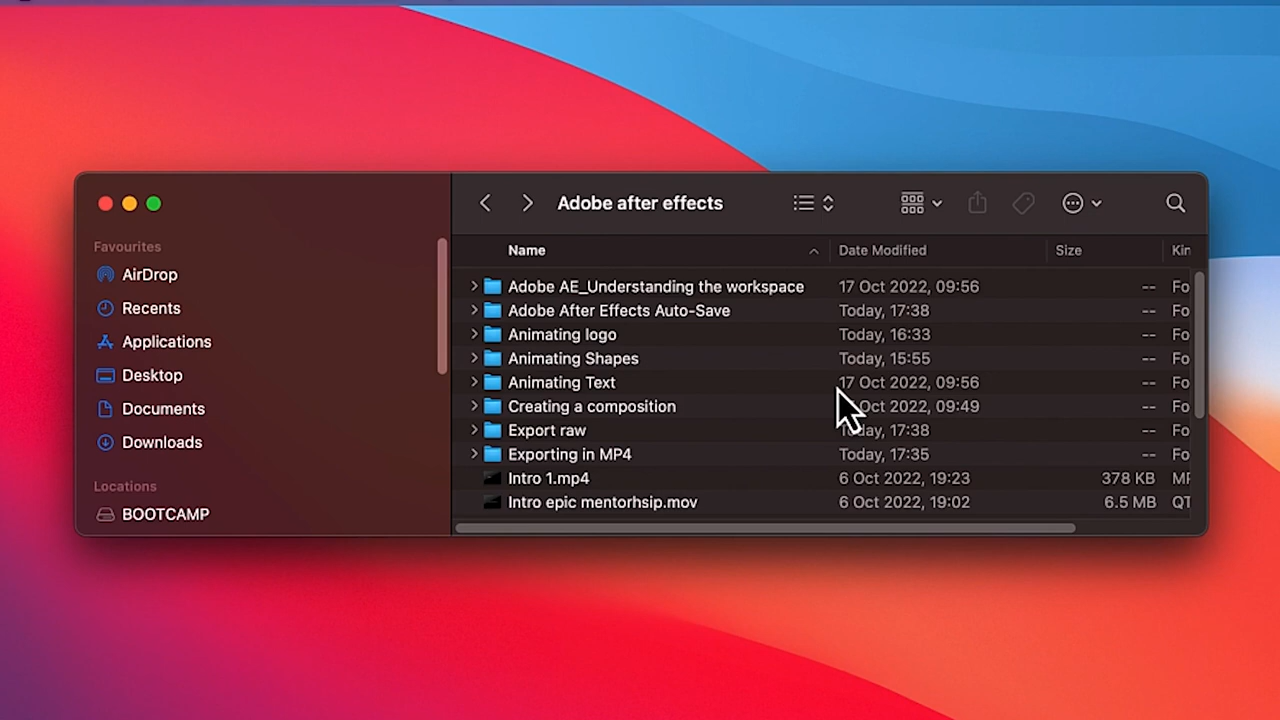 Adobe after effects
Favourites
AirDrop
Recents
Applications
Desktop
Documents
Downloads
Locations
BOOTCAMP
Name Date Modified Size Kin
Adobe AE_Understanding the workspace 17 Oct 2022, 09:56 -- Fo
Adobe After Effects Auto-Save Today, 17:38 -- Fo
Animating logo Today, 16:33 -- Fo
Animating Shapes Today, 15:55 -- Fo
Animating Text 17 Oct 2022, 09:56 -- Fo
Creating a composition Oct 2022, 09:49 -- Fo
Export raw Today, 17:38 -- Fo
Exporting in MP4 Today, 17:35 -- Fo
Intro 1.mp4 6 Oct 2022, 19:23 378 KB
Intro epic mentorhsip.mov 6 Oct 2022, 19:02 6.5 MB QT